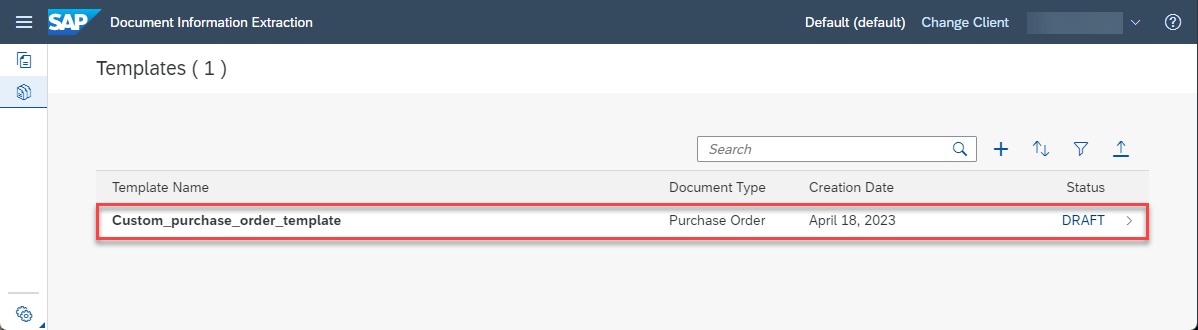 SAP Document Information Extraction Default (default) Change Client
Templates ( 1 )
Search
Template Name Document Type Creation Date Status
Custom_purchase_order_template Purchase Order April 18, 2023 DRAFT